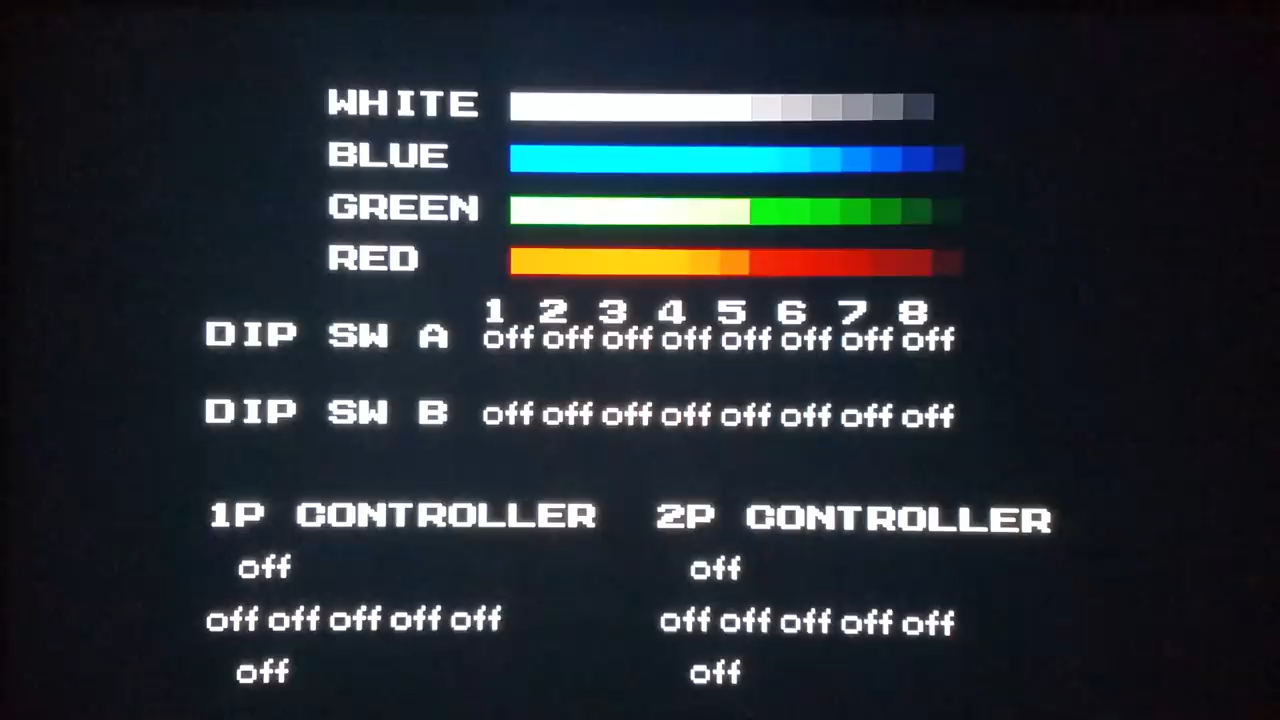 WHITE
BLUE
GREEN
RED
1 2 3 4 5 6 7 8
DIP SW A off off off off off off off off
DIP SW B off off off off off off off off
1P CONTROLLER 2P CONTROLLER
off off
off off off off off off off off off off
off off